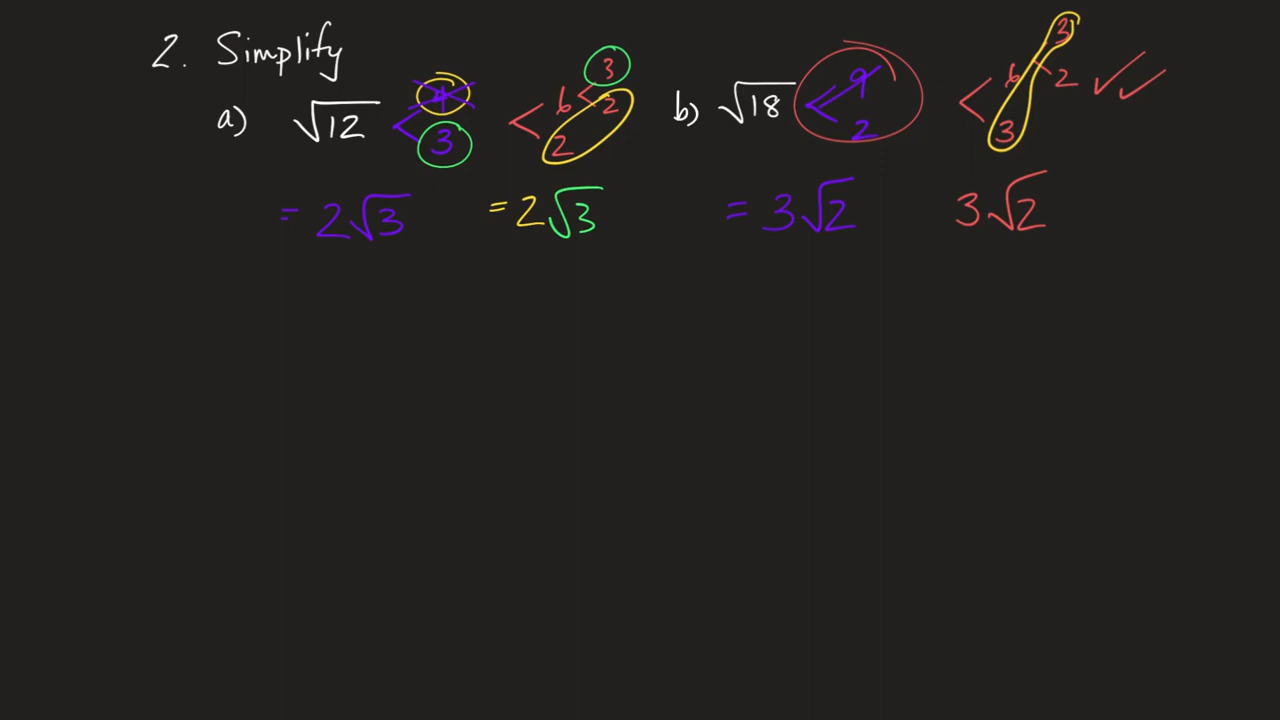 2. Simplify
a) √12 < 4 3 < 6 2 < 3 2
= 2√3 = 2√3
b) √18 < 9 2 < 6 3 < 3 2 ✓✓
= 3√2 3√2